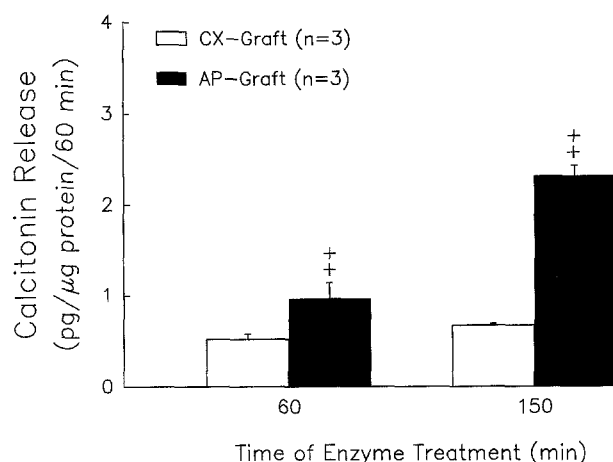 4
CX-Graft (n=3)
AP-Graft (n=3)
3
2
1
0
Calcitonin Release
(pg/μg protein/60 min)
++
++
60
150
Time of Enzyme Treatment (min)